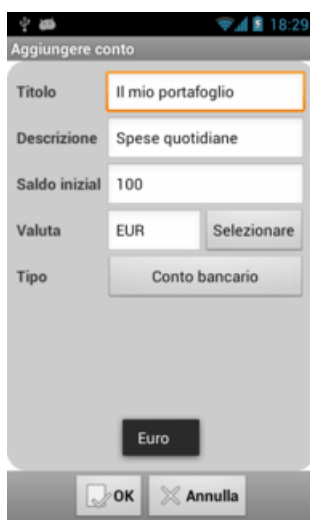 18:29
Aggiungere conto
Titolo Il mio portafoglio
Descrizione Spese quotidiane
Saldo inizial 100
Valuta EUR Selezionare
Tipo Conto bancario
Euro
OK Annulla